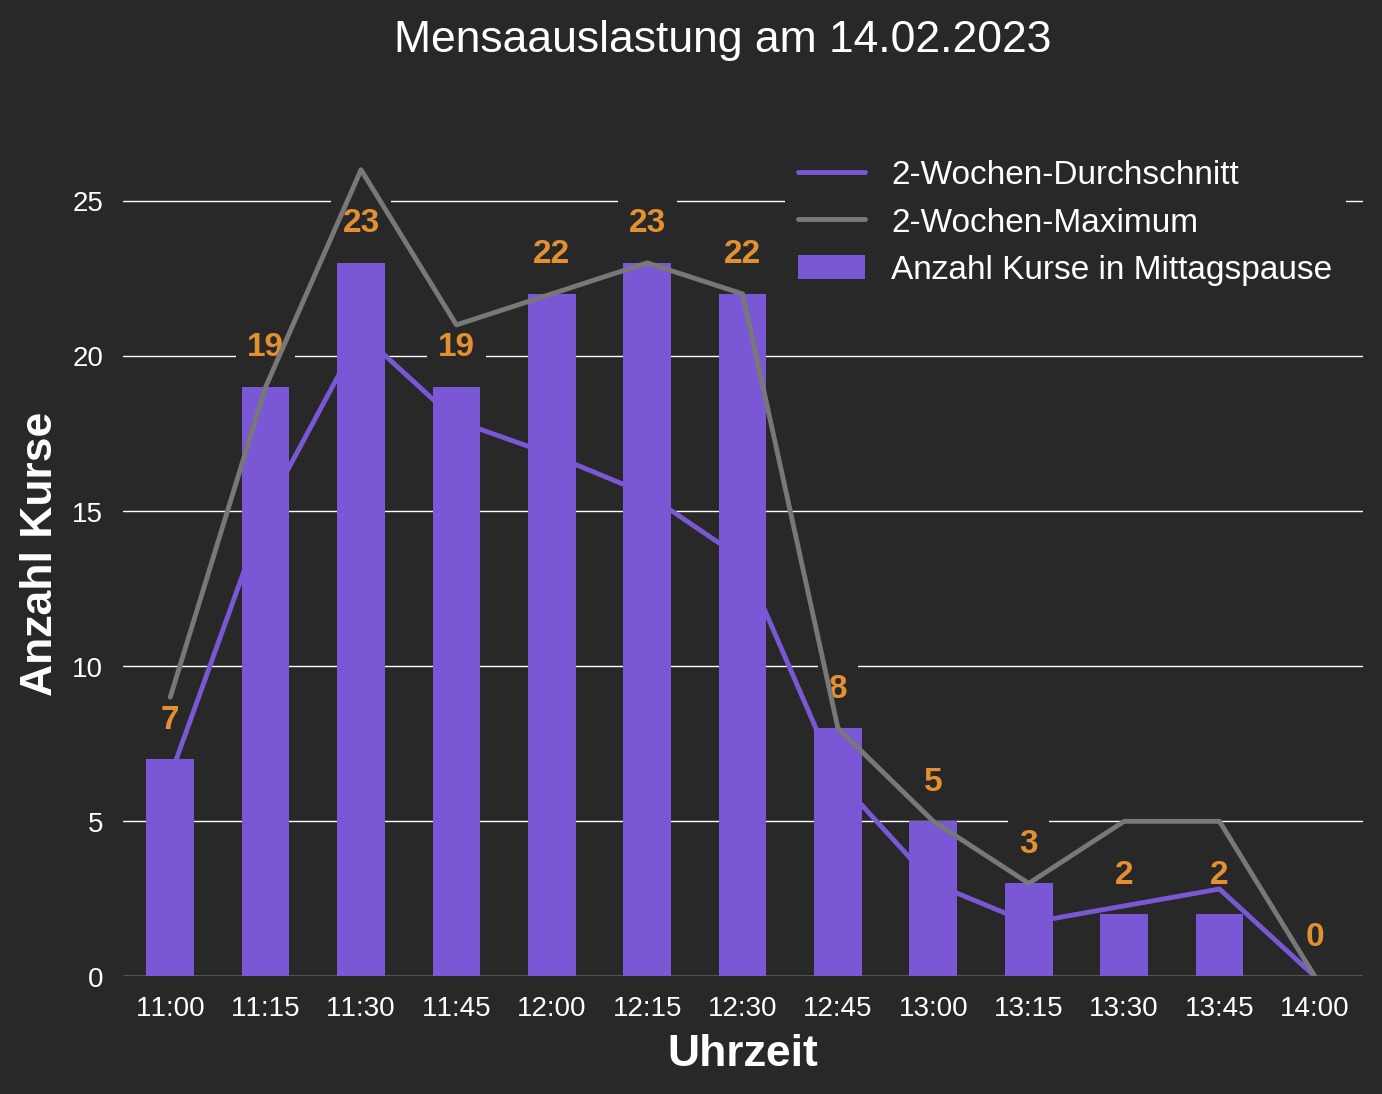 Mensaauslastung am 14.02.2023
2-Wochen-Durchschnitt
2-Wochen-Maximum
Anzahl Kurse in Mittagspause
Anzahl Kurse
25
20
15
10
5
0
7
19
23
19
22
23
22
8
5
3
2
2
0
11:00 11:15 11:30 11:45 12:00 12:15 12:30 12:45 13:00 13:15 13:30 13:45 14:00
Uhrzeit